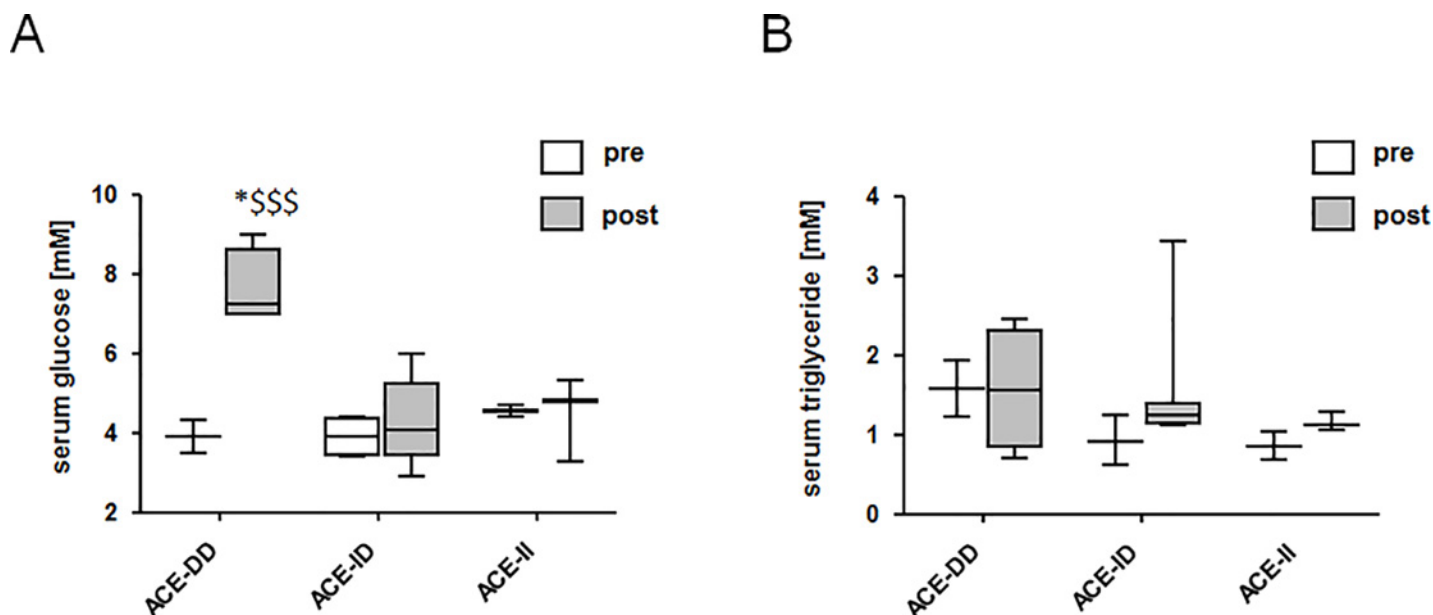 A
pre
post
*$$$
serum glucose [mM]
10
8
6
4
2
ACE-DD
ACE-ID
ACE-II
B
pre
post
serum triglyceride [mM]
4
3
2
1
0
ACE-DD
ACE-ID
ACE-II